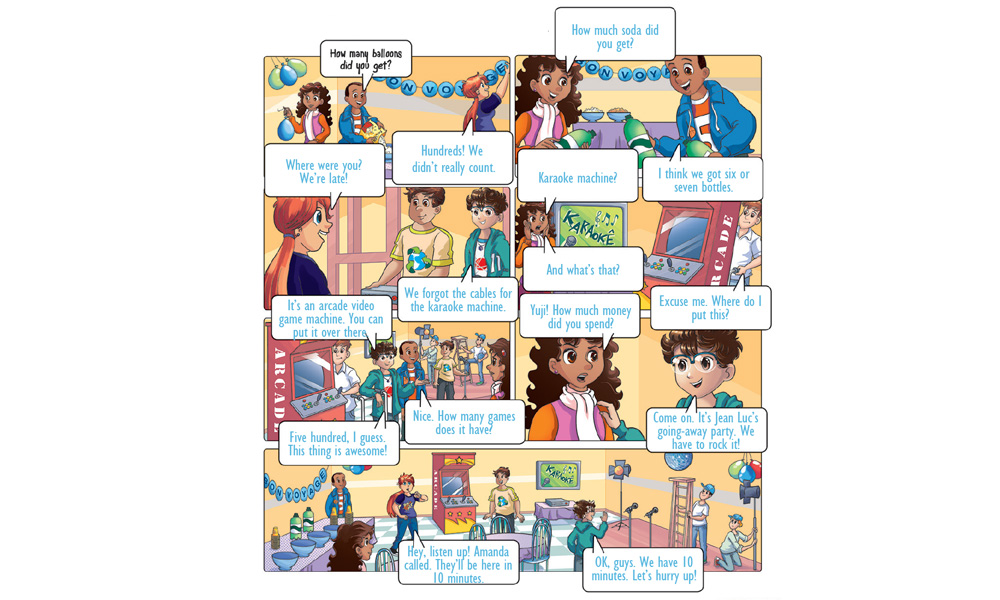 How many balloons
did you get?
BON VOYAGE
Hundreds! We
didn't really count.
How much soda did
you get?
BON VOYA
I think we got six or
seven bottles.
Where were you?
We're late!
We forgot the cables for
the karaoke machine.
Karaoke machine?
KARAOKÊ
ARCADE
And what's that?
Excuse me. Where do I
put this?
It's an arcade video
game machine. You can
put it over there
ARCADE
Nice. How many games
does it have?
Five hundred, I guess.
This thing is awesome!
Yuji! How much money
did you spend?
Come on. It's Jean Luc's
going-away party. We
have to rock it!
BON VOYAGE
ARCADE
KARAOKÊ
Hey, listen up! Amanda
called. They'll be here in
10 minutes.
OK, guys. We have 10
minutes. Let's hurry up!